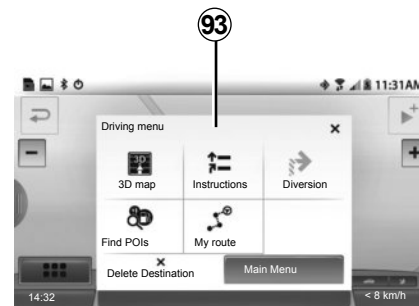 93
11:31AM
Driving menu
3D
3D map
Instructions
Diversion
Find POIs
My route
Delete Destination
Main Menu
14:32
< 8 km/h